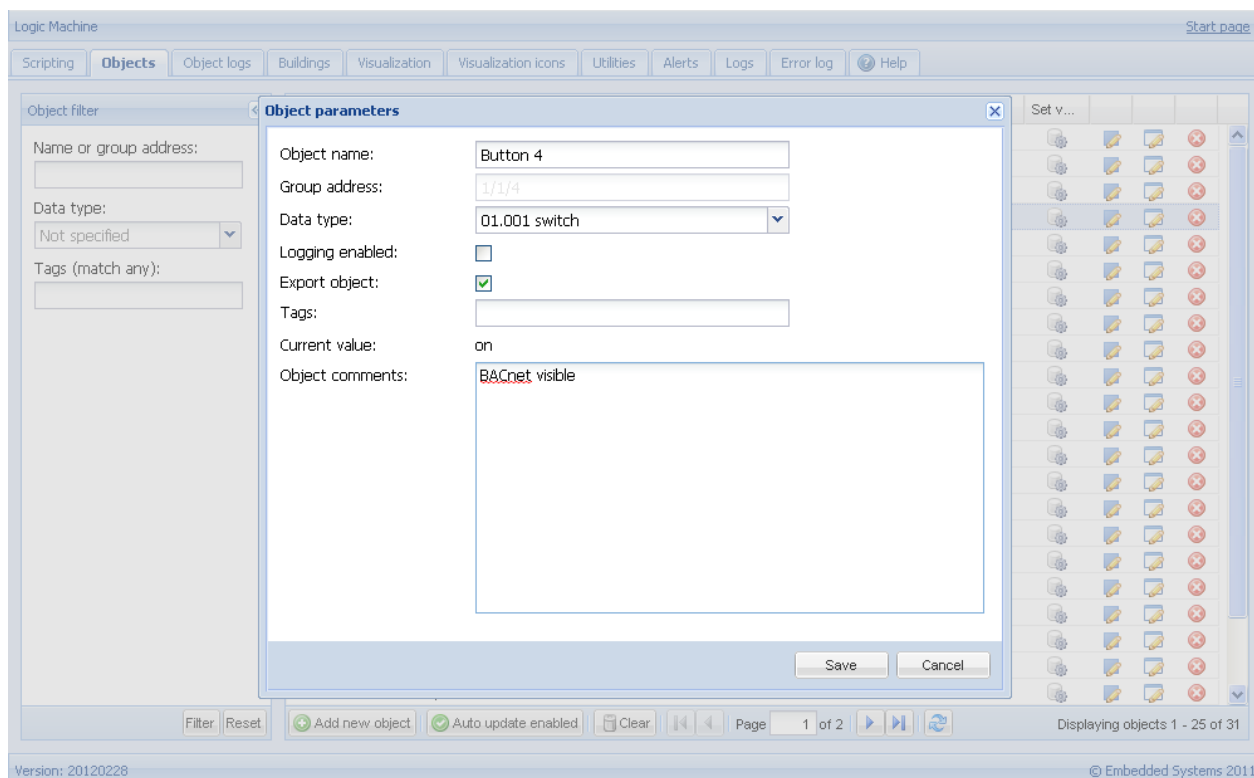 Logic Machine Start page
Scripting Objects Object logs Buildings Visualization Visualization icons Utilities Alerts Logs Error log Help
Object filter
Name or group address:
Data type:
Not specified
Tags (match any):
Filter Reset
Object parameters
Object name: Button 4
Group address: 1/1/4
Data type: 01.001 switch
Logging enabled:
Export object:
Tags:
Current value: on
Object comments: BACnet visible
Save Cancel
Set v...
Add new object Auto update enabled Clear Page 1 of 2 Displaying objects 1 - 25 of 31
Version: 20120228 © Embedded Systems 2011